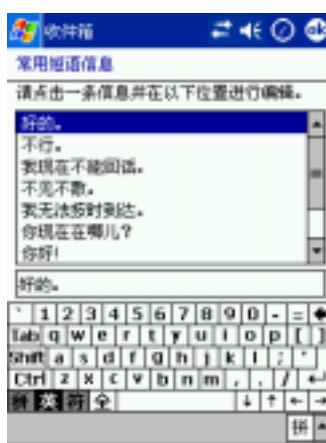 收件箱 ok
常用短语信息
请点击一条信息并在以下位置进行编辑。
好的。
不行。
我现在不能回话。
不见不散。
我无法按时到达。
你现在在哪儿?
你好!
好的。
` 1 2 3 4 5 6 7 8 9 0 - =
Tab q w e r t y u i o p [ ]
Shift a s d f g h j k l ; '
Ctrl z x c v b n m , . / ↵
拼 英 符 全 ↓ ↑ ← →
拼